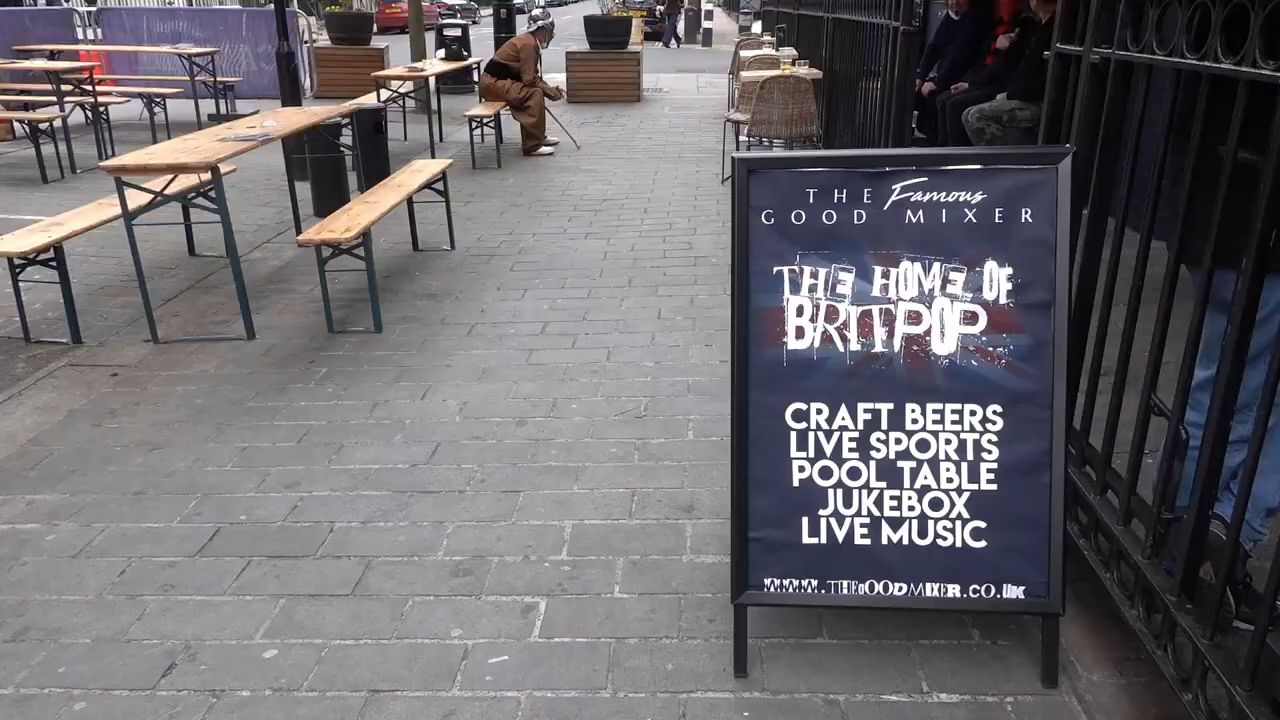 THE Famous
GOOD MIXER
THE HOME OF
BRITPOP
CRAFT BEERS
LIVE SPORTS
POOL TABLE
JUKEBOX
LIVE MUSIC
WWW.THEGOODMIXER.CO.UK